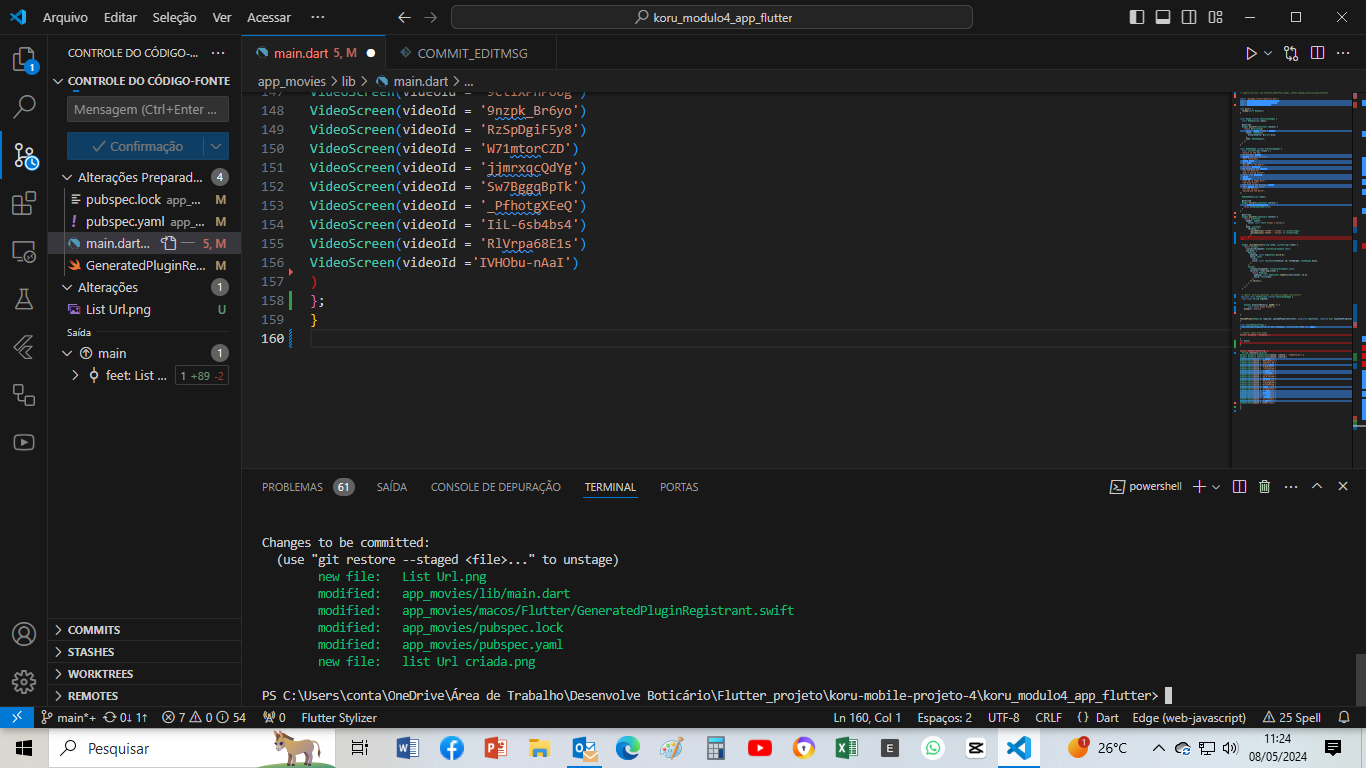 Arquivo Editar Seleção Ver Acessar ···
koru_modulo4_app_flutter
CONTROLE DO CÓDIGO-... ···
CONTROLE DO CÓDIGO-FONTE
Mensagem (Ctrl+Enter ...
Confirmação
Alterações Preparad... 4
pubspec.lock app_... M
pubspec.yaml app_... M
main.dart... 5, M
GeneratedPluginRe... M
Alterações 1
List Url.png U
Saída
main 1
feet: List ... 1 +89 -2
COMMITS
STASHES
WORKTREES
REMOTES
1
main.dart 5, M
COMMIT_EDITMSG
app_movies > lib > main.dart > ...
148 VideoScreen(videoId = '9nzpk_Br6yo')
149 VideoScreen(videoId = 'RzSpDgiF5y8')
150 VideoScreen(videoId = 'W71mtorCZD')
151 VideoScreen(videoId = 'jjmrxqcQdYg')
152 VideoScreen(videoId = 'Sw7BggqBpTk')
153 VideoScreen(videoId = '_PfhotgXEeQ')
154 VideoScreen(videoId = 'IiL-6sb4bs4')
155 VideoScreen(videoId = 'RlVrpa68E1s')
156 VideoScreen(videoId ='IVHObu-nAaI')
157 )
158 };
159 }
160
PROBLEMAS 61 SAÍDA CONSOLE DE DEPURAÇÃO TERMINAL PORTAS
powershell
Changes to be committed:
(use "git restore --staged <file>..." to unstage)
new file: List Url.png
modified: app_movies/lib/main.dart
modified: app_movies/macos/Flutter/GeneratedPluginRegistrant.swift
modified: app_movies/pubspec.lock
modified: app_movies/pubspec.yaml
new file: list Url criada.png
PS C:\Users\conta\OneDrive\Área de Trabalho\Desenvolve Boticário\Flutter_projeto\koru-mobile-projeto-4\koru_modulo4_app_flutter>
main*+ 0↓ 1↑ 7 0 54 0 Flutter Stylizer
Ln 160, Col 1 Espaços: 2 UTF-8 CRLF {} Dart Edge (web-javascript) 25 Spell
Pesquisar
1 26°C
11:24
08/05/2024